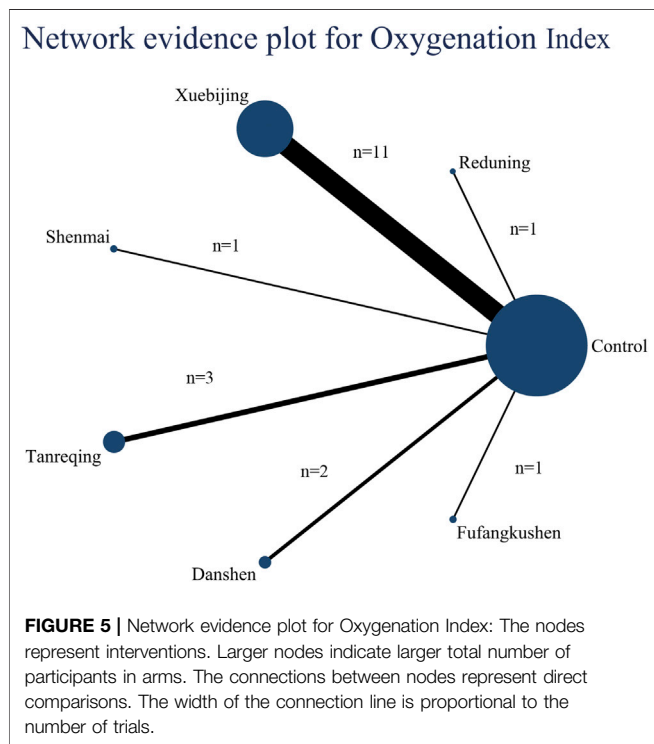 Network evidence plot for Oxygenation Index
Xuebijing
n=11
Reduning
n=1
Shenmai
n=1
Control
n=3
Tanreqing
n=2
n=1
Danshen
Fufangkushen
FIGURE 5 | Network evidence plot for Oxygenation Index: The nodes
represent interventions. Larger nodes indicate larger total number of
participants in arms. The connections between nodes represent direct
comparisons. The width of the connection line is proportional to the
number of trials.